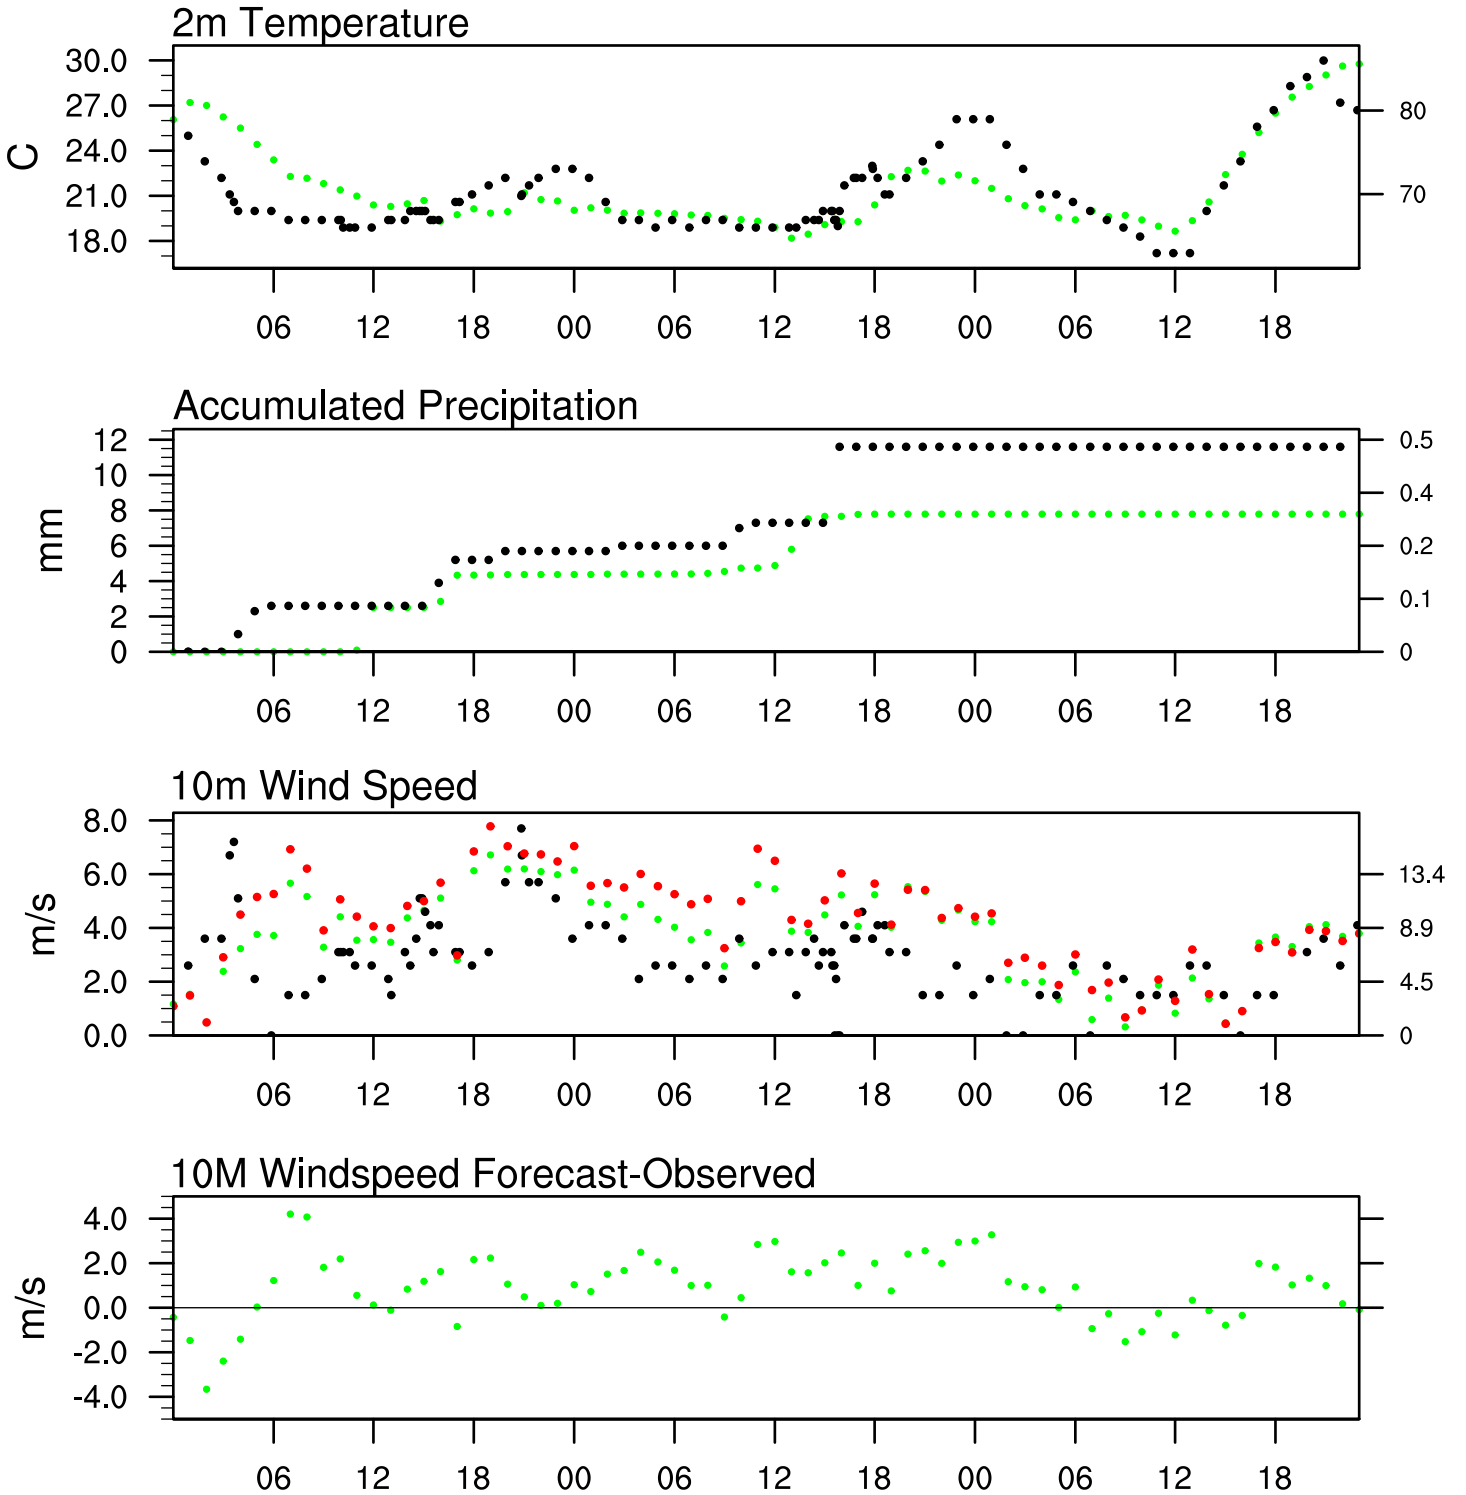 2m Temperature
30.0
27.0
24.0
21.0
18.0
C
80
70
06 12 18 00 06 12 18 00 06 12 18
Accumulated Precipitation
12
10
8
6
4
2
0
mm
0.5
0.4
0.2
0.1
0
06 12 18 00 06 12 18 00 06 12 18
10m Wind Speed
8.0
6.0
4.0
2.0
0.0
m/s
13.4
8.9
4.5
0
06 12 18 00 06 12 18 00 06 12 18
10M Windspeed Forecast-Observed
4.0
2.0
0.0
-2.0
-4.0
m/s
06 12 18 00 06 12 18 00 06 12 18